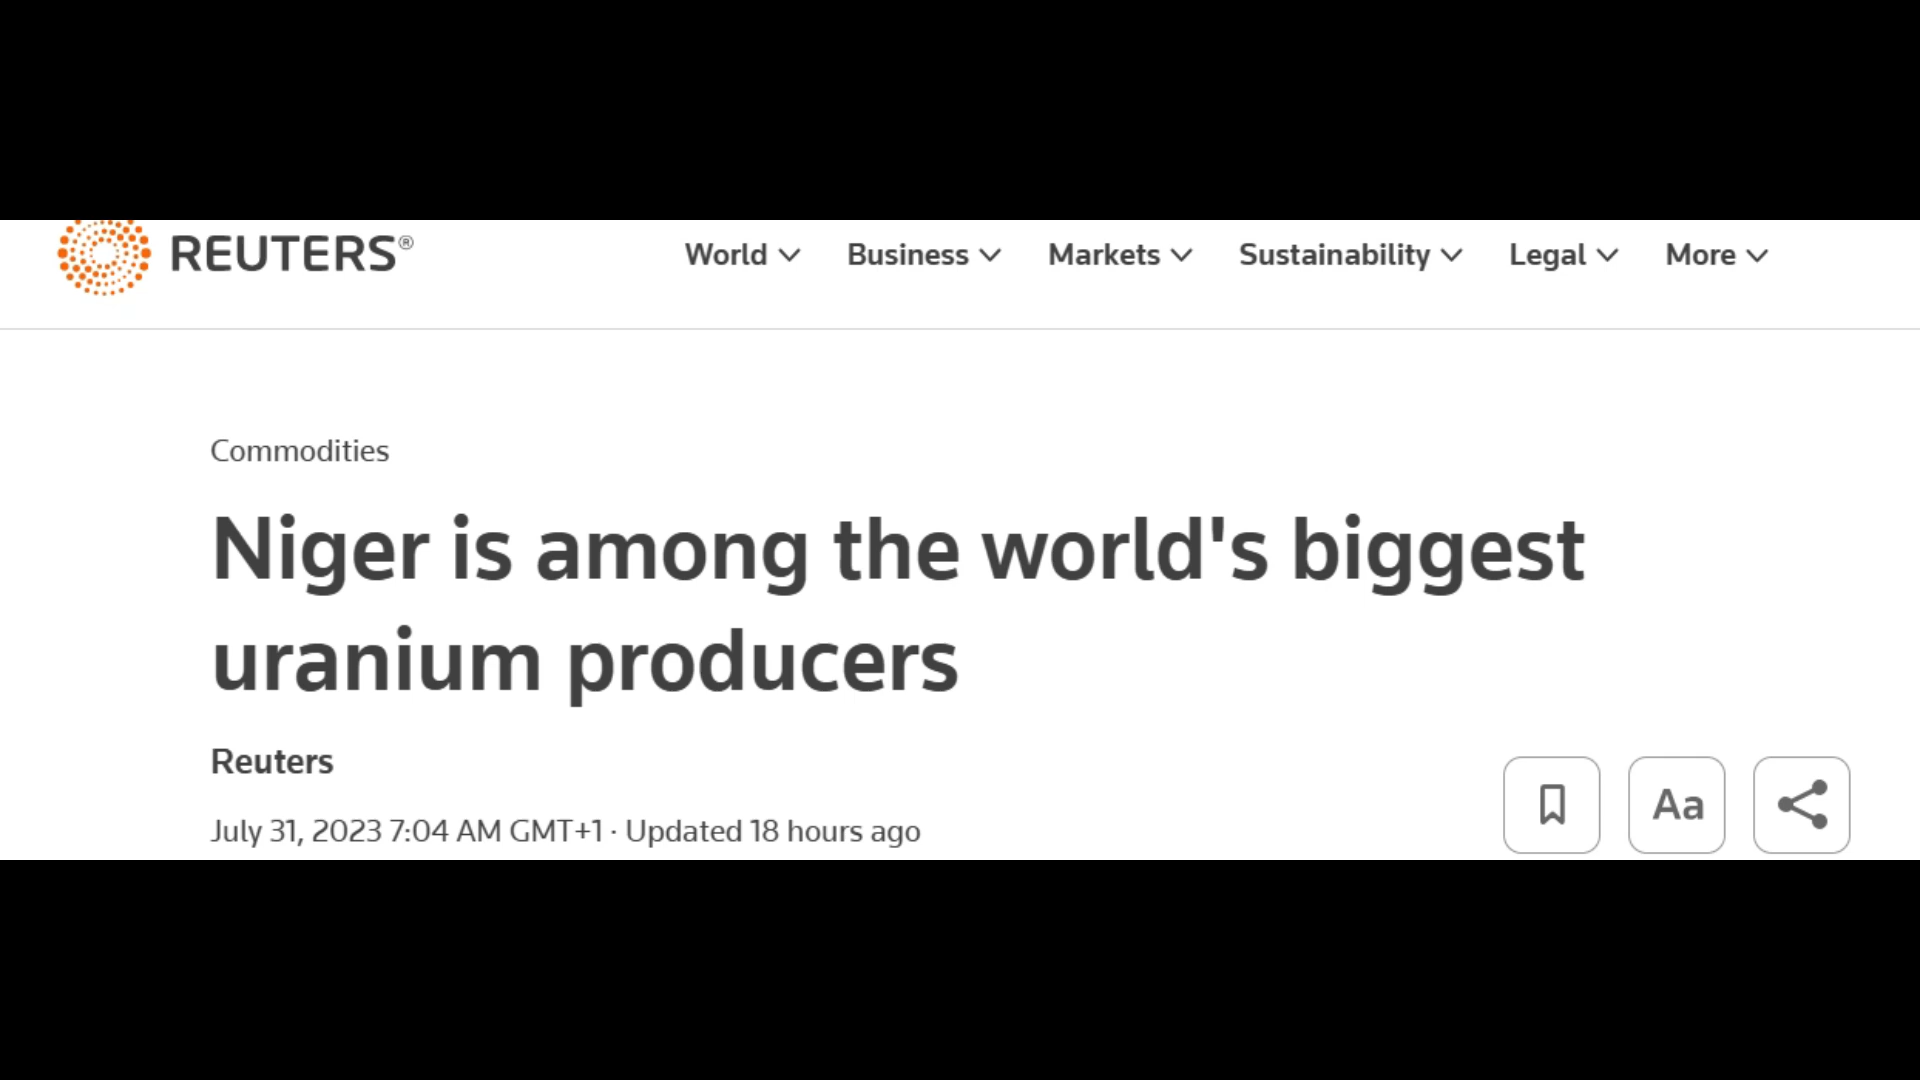 REUTERS®
World Business Markets Sustainability Legal More
Commodities
Niger is among the world's biggest
uranium producers
Reuters
Aa
July 31, 2023 7:04 AM GMT+1 · Updated 18 hours ago